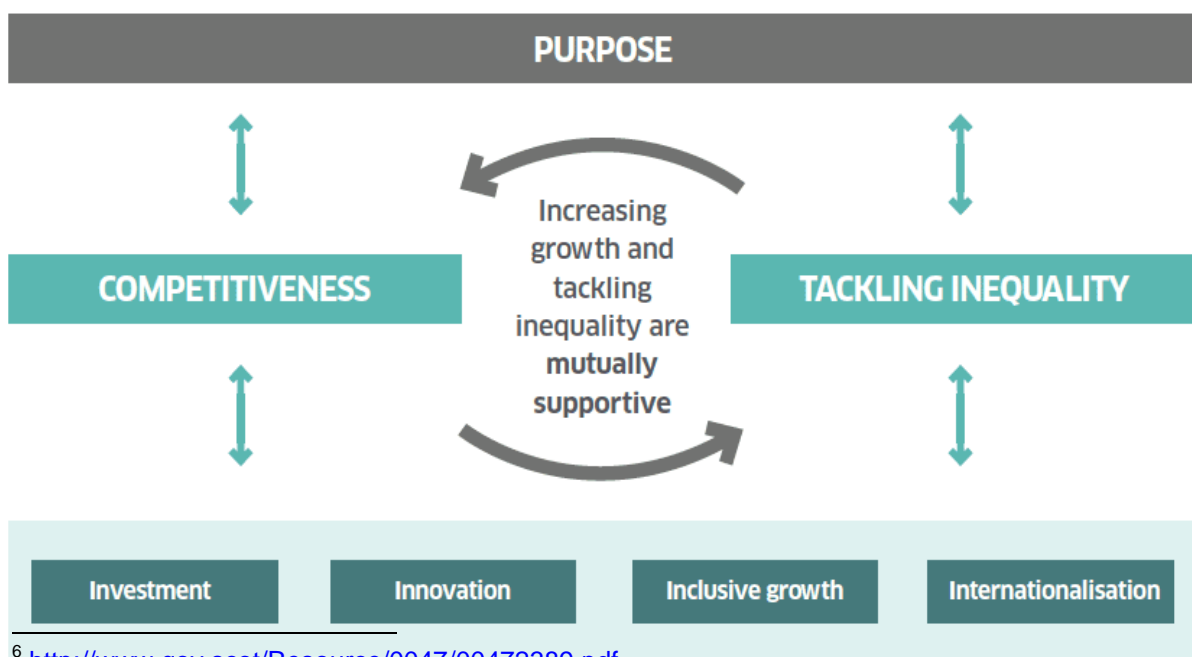 PURPOSE
COMPETITIVENESS
Increasing
growth and
tackling
inequality are
mutually
supportive
TACKLING INEQUALITY
Investment
Innovation
Inclusive growth
Internationalisation
6